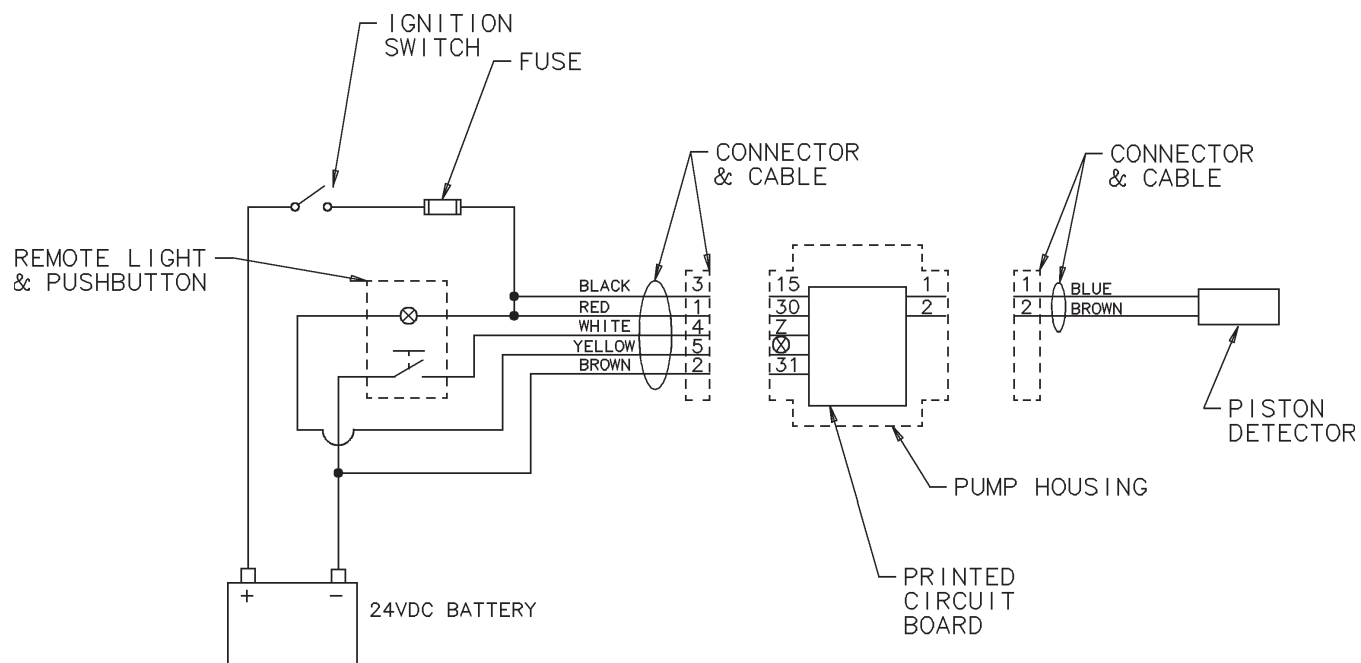 IGNITION
SWITCH
FUSE
CONNECTOR
& CABLE
CONNECTOR
& CABLE
REMOTE LIGHT
& PUSHBUTTON
BLACK
RED
WHITE
YELLOW
BROWN
3
1
4
5
2
15
30
Z
31
1
2
1
2
BLUE
BROWN
PISTON
DETECTOR
PUMP HOUSING
PRINTED
CIRCUIT
BOARD
+
-
24VDC BATTERY